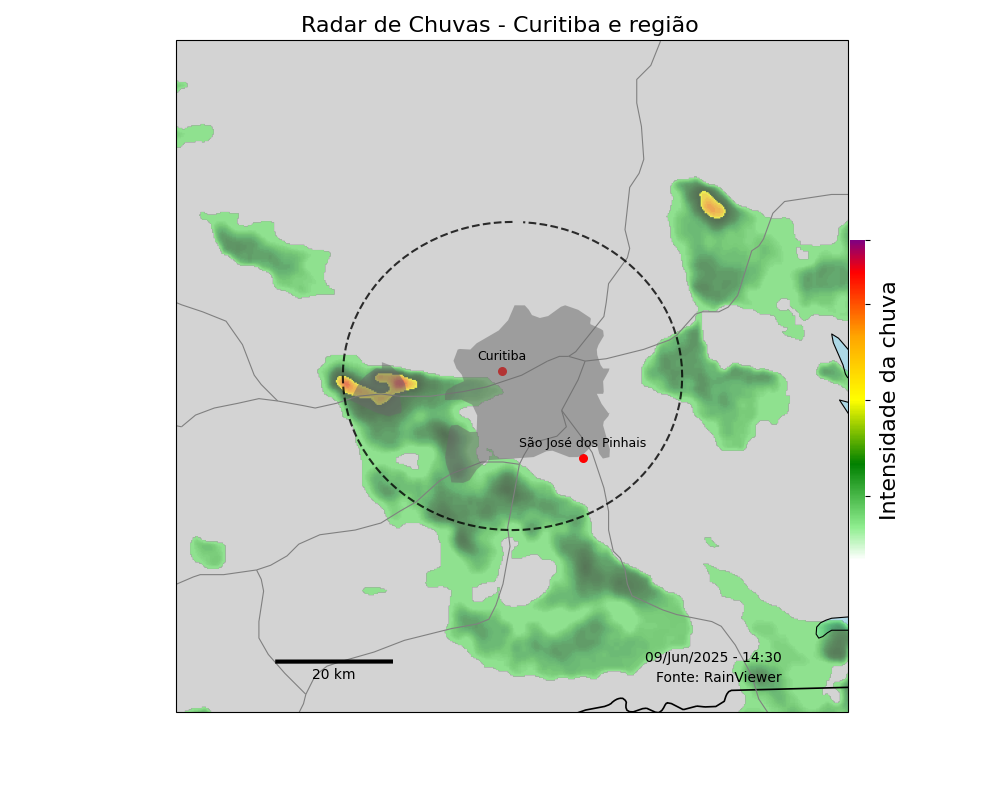 Radar de Chuvas - Curitiba e região
Curitiba
São José dos Pinhais
Intensidade da chuva
09/Jun/2025 - 14:30
20 km
Fonte: RainViewer